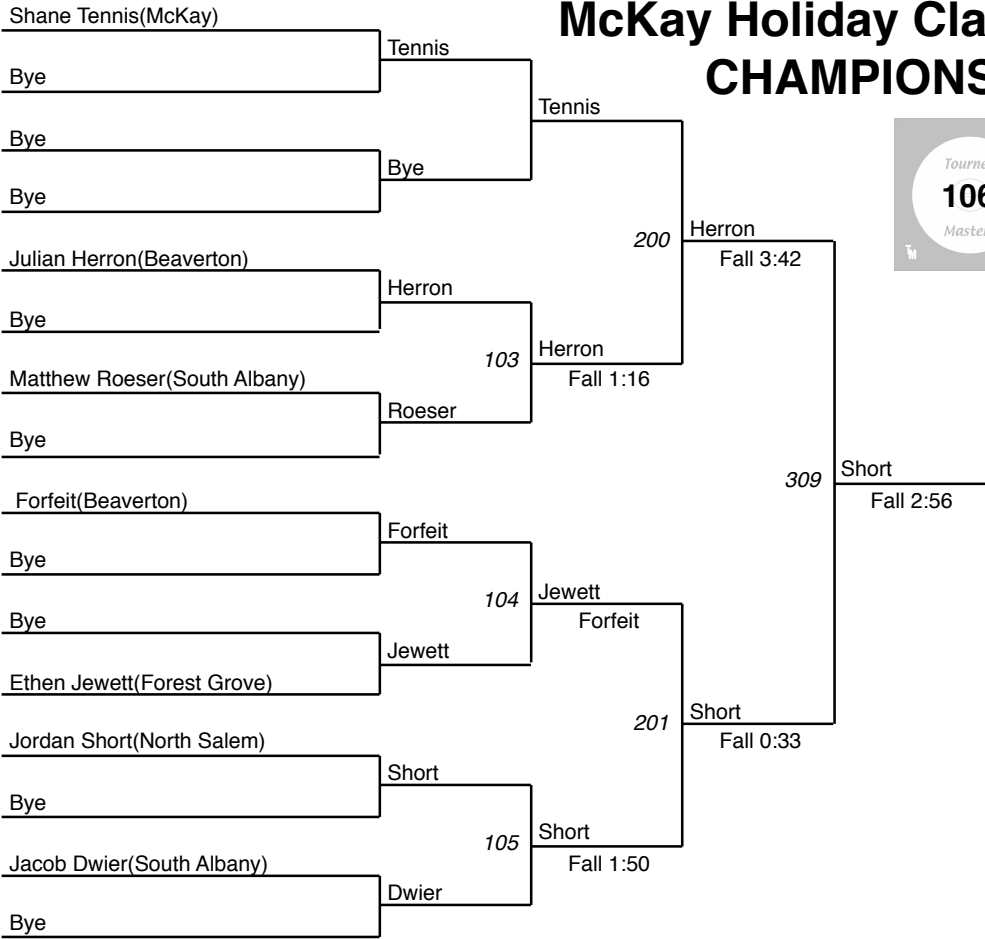 Shane Tennis(McKay)
Bye
Bye
Bye
Julian Herron(Beaverton)
Bye
Matthew Roeser(South Albany)
Bye
Forfeit(Beaverton)
Bye
Bye
Ethen Jewett(Forest Grove)
Jordan Short(North Salem)
Bye
Jacob Dwier(South Albany)
Bye
Tennis
Bye
Herron
Roeser
Forfeit
Jewett
Short
Dwier
Tennis
103
Herron
Fall 1:16
104
Jewett
Forfeit
105
Short
Fall 1:50
200
Herron
Fall 3:42
201
Short
Fall 0:33
309
Short
Fall 2:56
McKay Holiday Cla
CHAMPIONS
Tourne
106
Master
TM